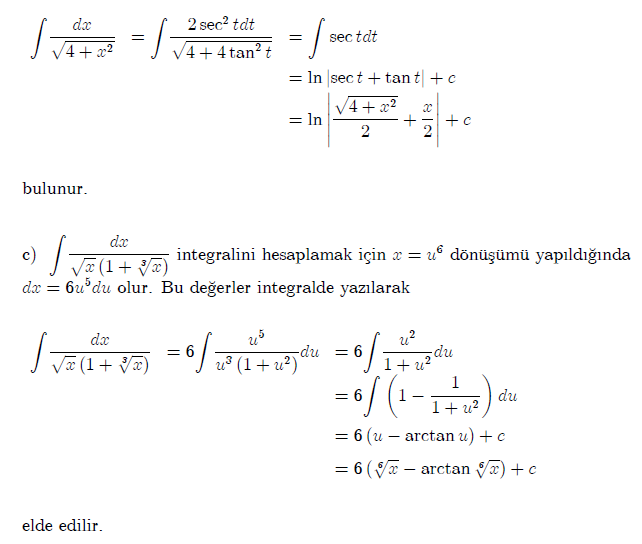 ∫ dx/√(4 + x²) = ∫ 2 sec² tdt/√(4 + 4 tan² t) = ∫ sec tdt
= ln |sec t + tan t| + c
= ln |√(4 + x²)/2 + x/2| + c
bulunur.
c) ∫ dx/(√x (1 + ∛x)) integralini hesaplamak için x = u⁶ dönüşümü yapıldığında
dx = 6u⁵du olur. Bu değerler integralde yazılarak
∫ dx/(√x (1 + ∛x)) = 6 ∫ u⁵/(u³ (1 + u²)) du = 6 ∫ u²/(1 + u²) du
= 6 ∫ (1 − 1/(1 + u²)) du
= 6 (u − arctan u) + c
= 6 (⁶√x − arctan ⁶√x) + c
elde edilir.